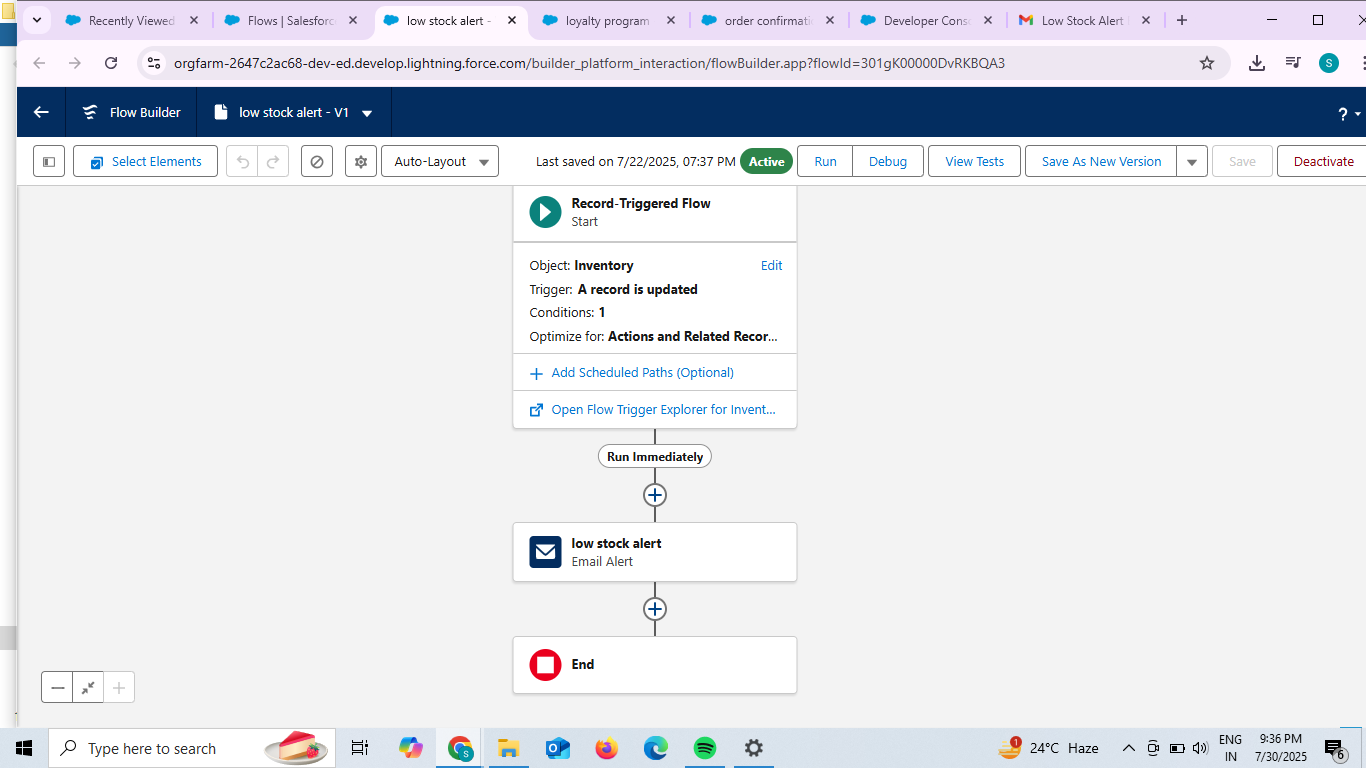 Recently Viewed
Flows | Salesforc
low stock alert -
loyalty program
order confirmati
Developer Cons
Low Stock Alert
orgfarm-2647c2ac68-dev-ed.develop.lightning.force.com/builder_platform_interaction/flowBuilder.app?flowId=301gK00000DvRKBQA3
S
Flow Builder
low stock alert - V1
?
Select Elements
Auto-Layout
Last saved on 7/22/2025, 07:37 PM
Active
Run
Debug
View Tests
Save As New Version
Save
Deactivate
Record-Triggered Flow
Start
Object: Inventory
Edit
Trigger: A record is updated
Conditions: 1
Optimize for: Actions and Related Recor...
Add Scheduled Paths (Optional)
Open Flow Trigger Explorer for Invent...
Run Immediately
low stock alert
Email Alert
End
Type here to search
S
1
24°C Haze
ENG
IN
9:36 PM
7/30/2025
6